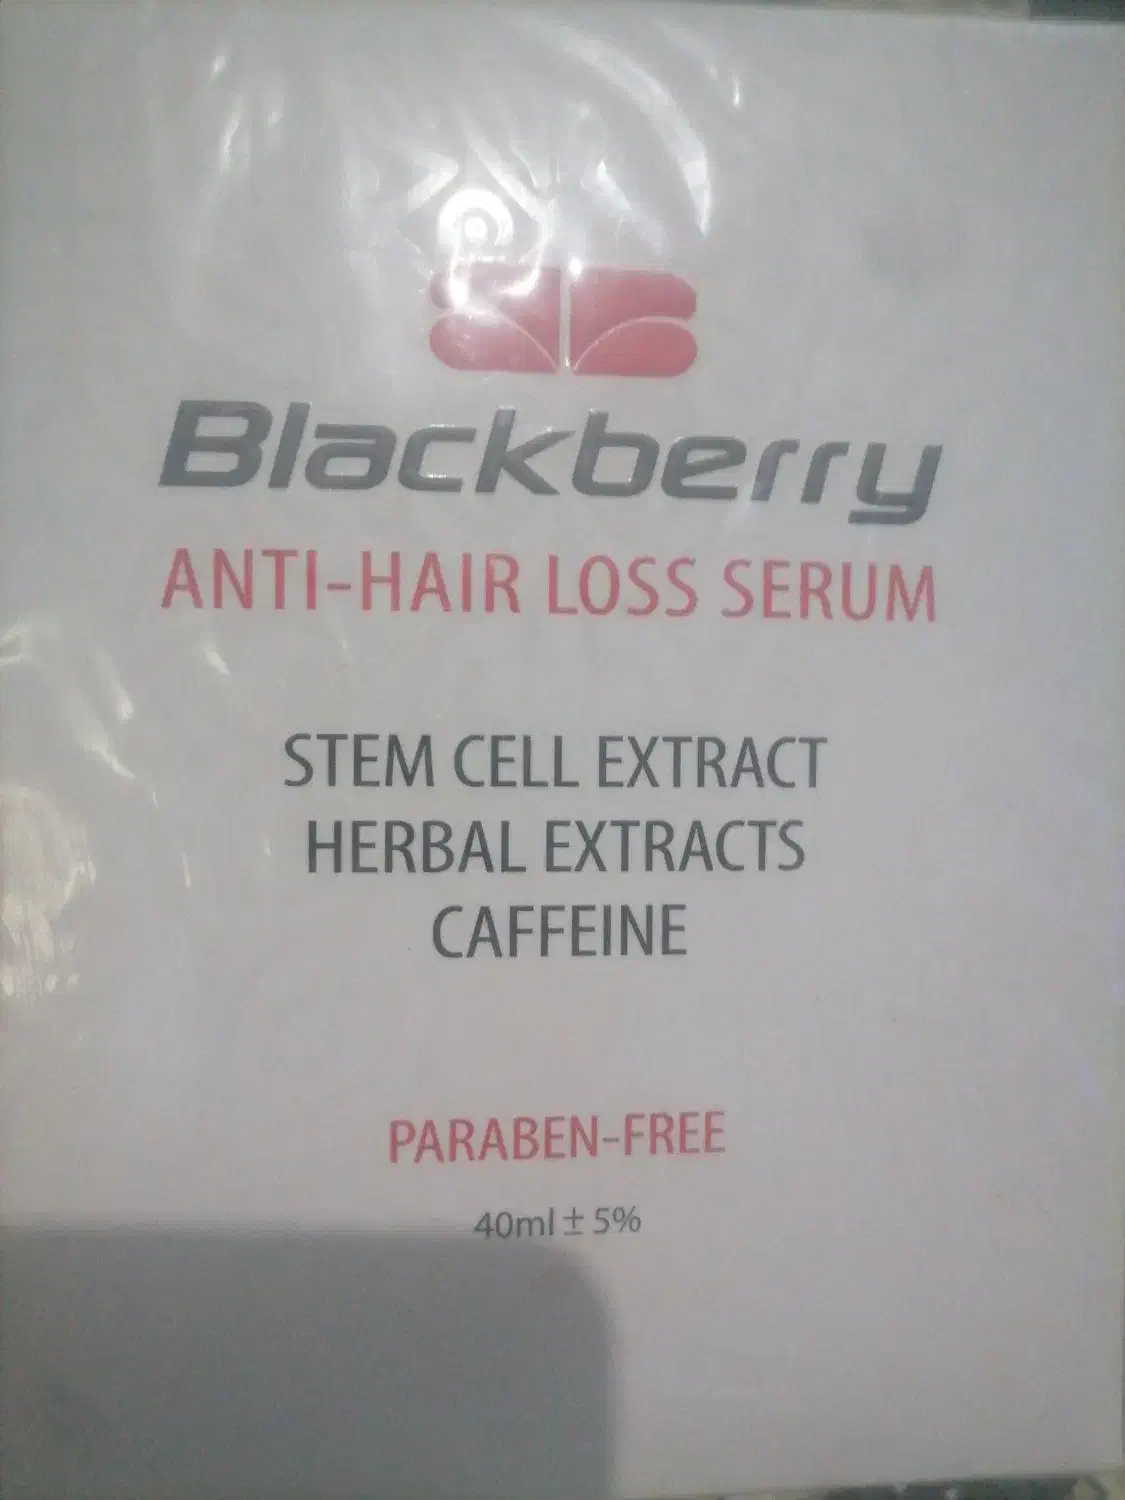 Blackberry
ANTI-HAIR LOSS SERUM
STEM CELL EXTRACT
HERBAL EXTRACTS
CAFFEINE
PARABEN-FREE
40ml ± 5%